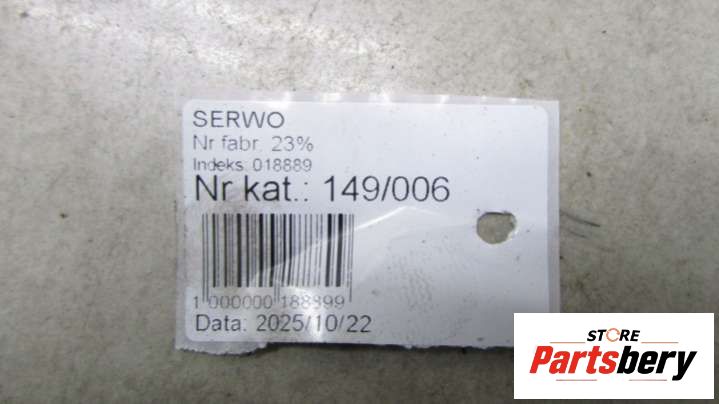 SERWO
Nr fabr. 23%
Indeks: 018889
Nr kat.: 149/006
1 000000 188899
Data: 2025/10/22
STORE
Partsbery